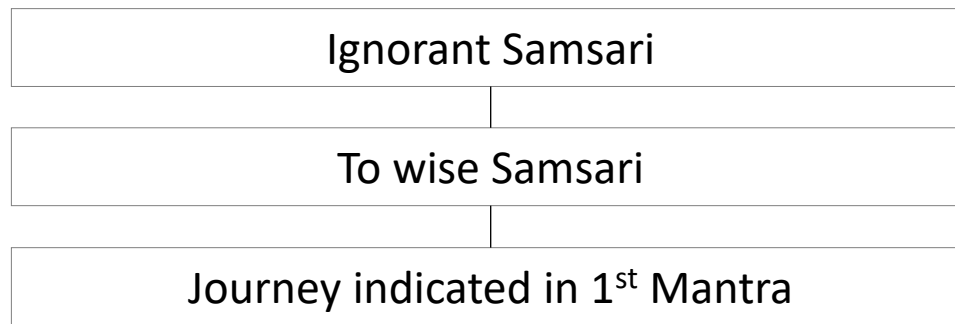 Ignorant Samsari
To wise Samsari
Journey indicated in 1st Mantra